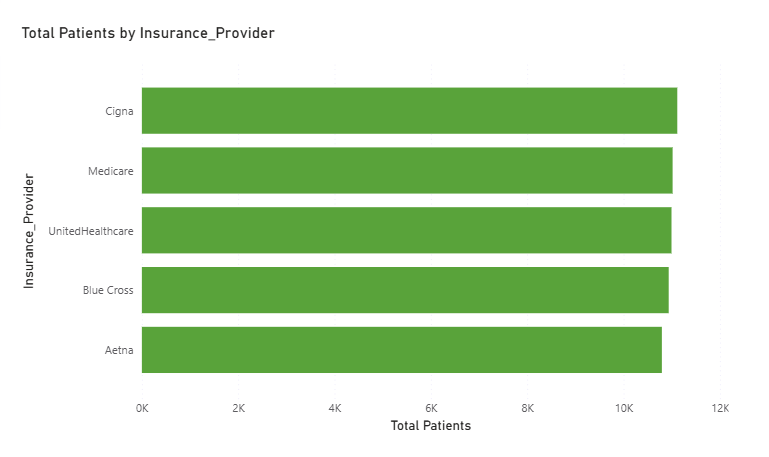 Total Patients by Insurance_Provider
Insurance_Provider
Cigna
Medicare
UnitedHealthcare
Blue Cross
Aetna
0K 2K 4K 6K 8K 10K 12K
Total Patients